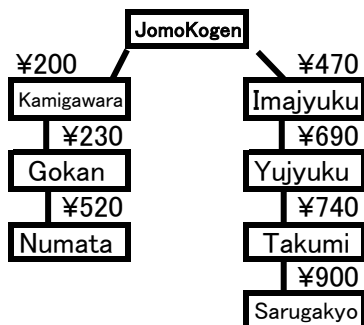 JomoKogen
¥200 ¥470
Kamigawara Imajyuku
¥230 ¥690
Gokan Yujyuku
¥520 ¥740
Numata Takumi
¥900
Sarugakyo